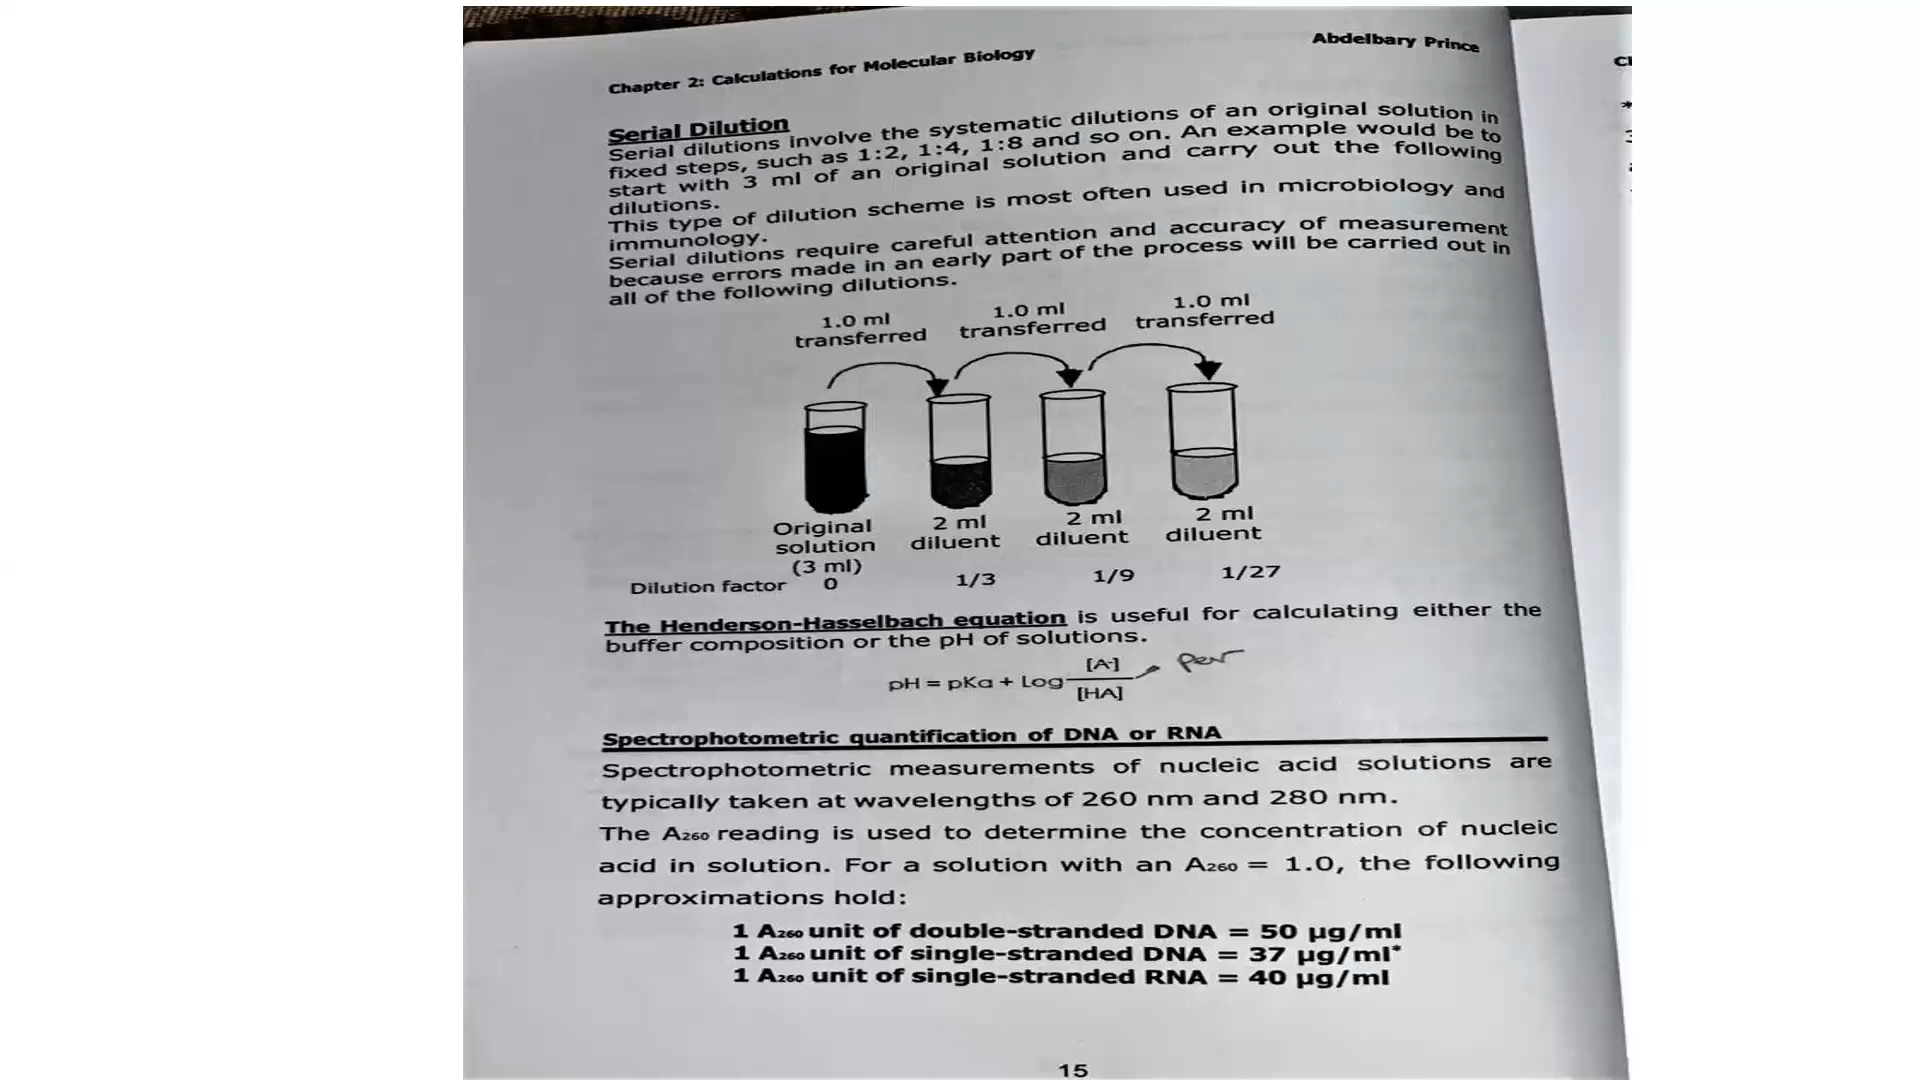 Chapter 2: Calculations for Molecular Biology
Abdelbary Prince
Serial Dilution
Serial dilutions involve the systematic dilutions of an original solution in
fixed steps, such as 1:2, 1:4, 1:8 and so on. An example would be to
start with 3 ml of an original solution and carry out the following
dilutions.
This type of dilution scheme is most often used in microbiology and
immunology.
Serial dilutions require careful attention and accuracy of measurement
because errors made in an early part of the process will be carried out in
all of the following dilutions.
1.0 ml transferred
1.0 ml transferred
1.0 ml transferred
Original solution (3 ml)
2 ml diluent
2 ml diluent
2 ml diluent
Dilution factor 0 1/3 1/9 1/27
The Henderson-Hasselbach equation is useful for calculating either the
buffer composition or the pH of solutions.
pH = pKa + Log [A-] / [HA]
Spectrophotometric quantification of DNA or RNA
Spectrophotometric measurements of nucleic acid solutions are
typically taken at wavelengths of 260 nm and 280 nm.
The A260 reading is used to determine the concentration of nucleic
acid in solution. For a solution with an A260 = 1.0, the following
approximations hold:
1 A260 unit of double-stranded DNA = 50 µg/ml
1 A260 unit of single-stranded DNA = 37 µg/ml*
1 A260 unit of single-stranded RNA = 40 µg/ml
15